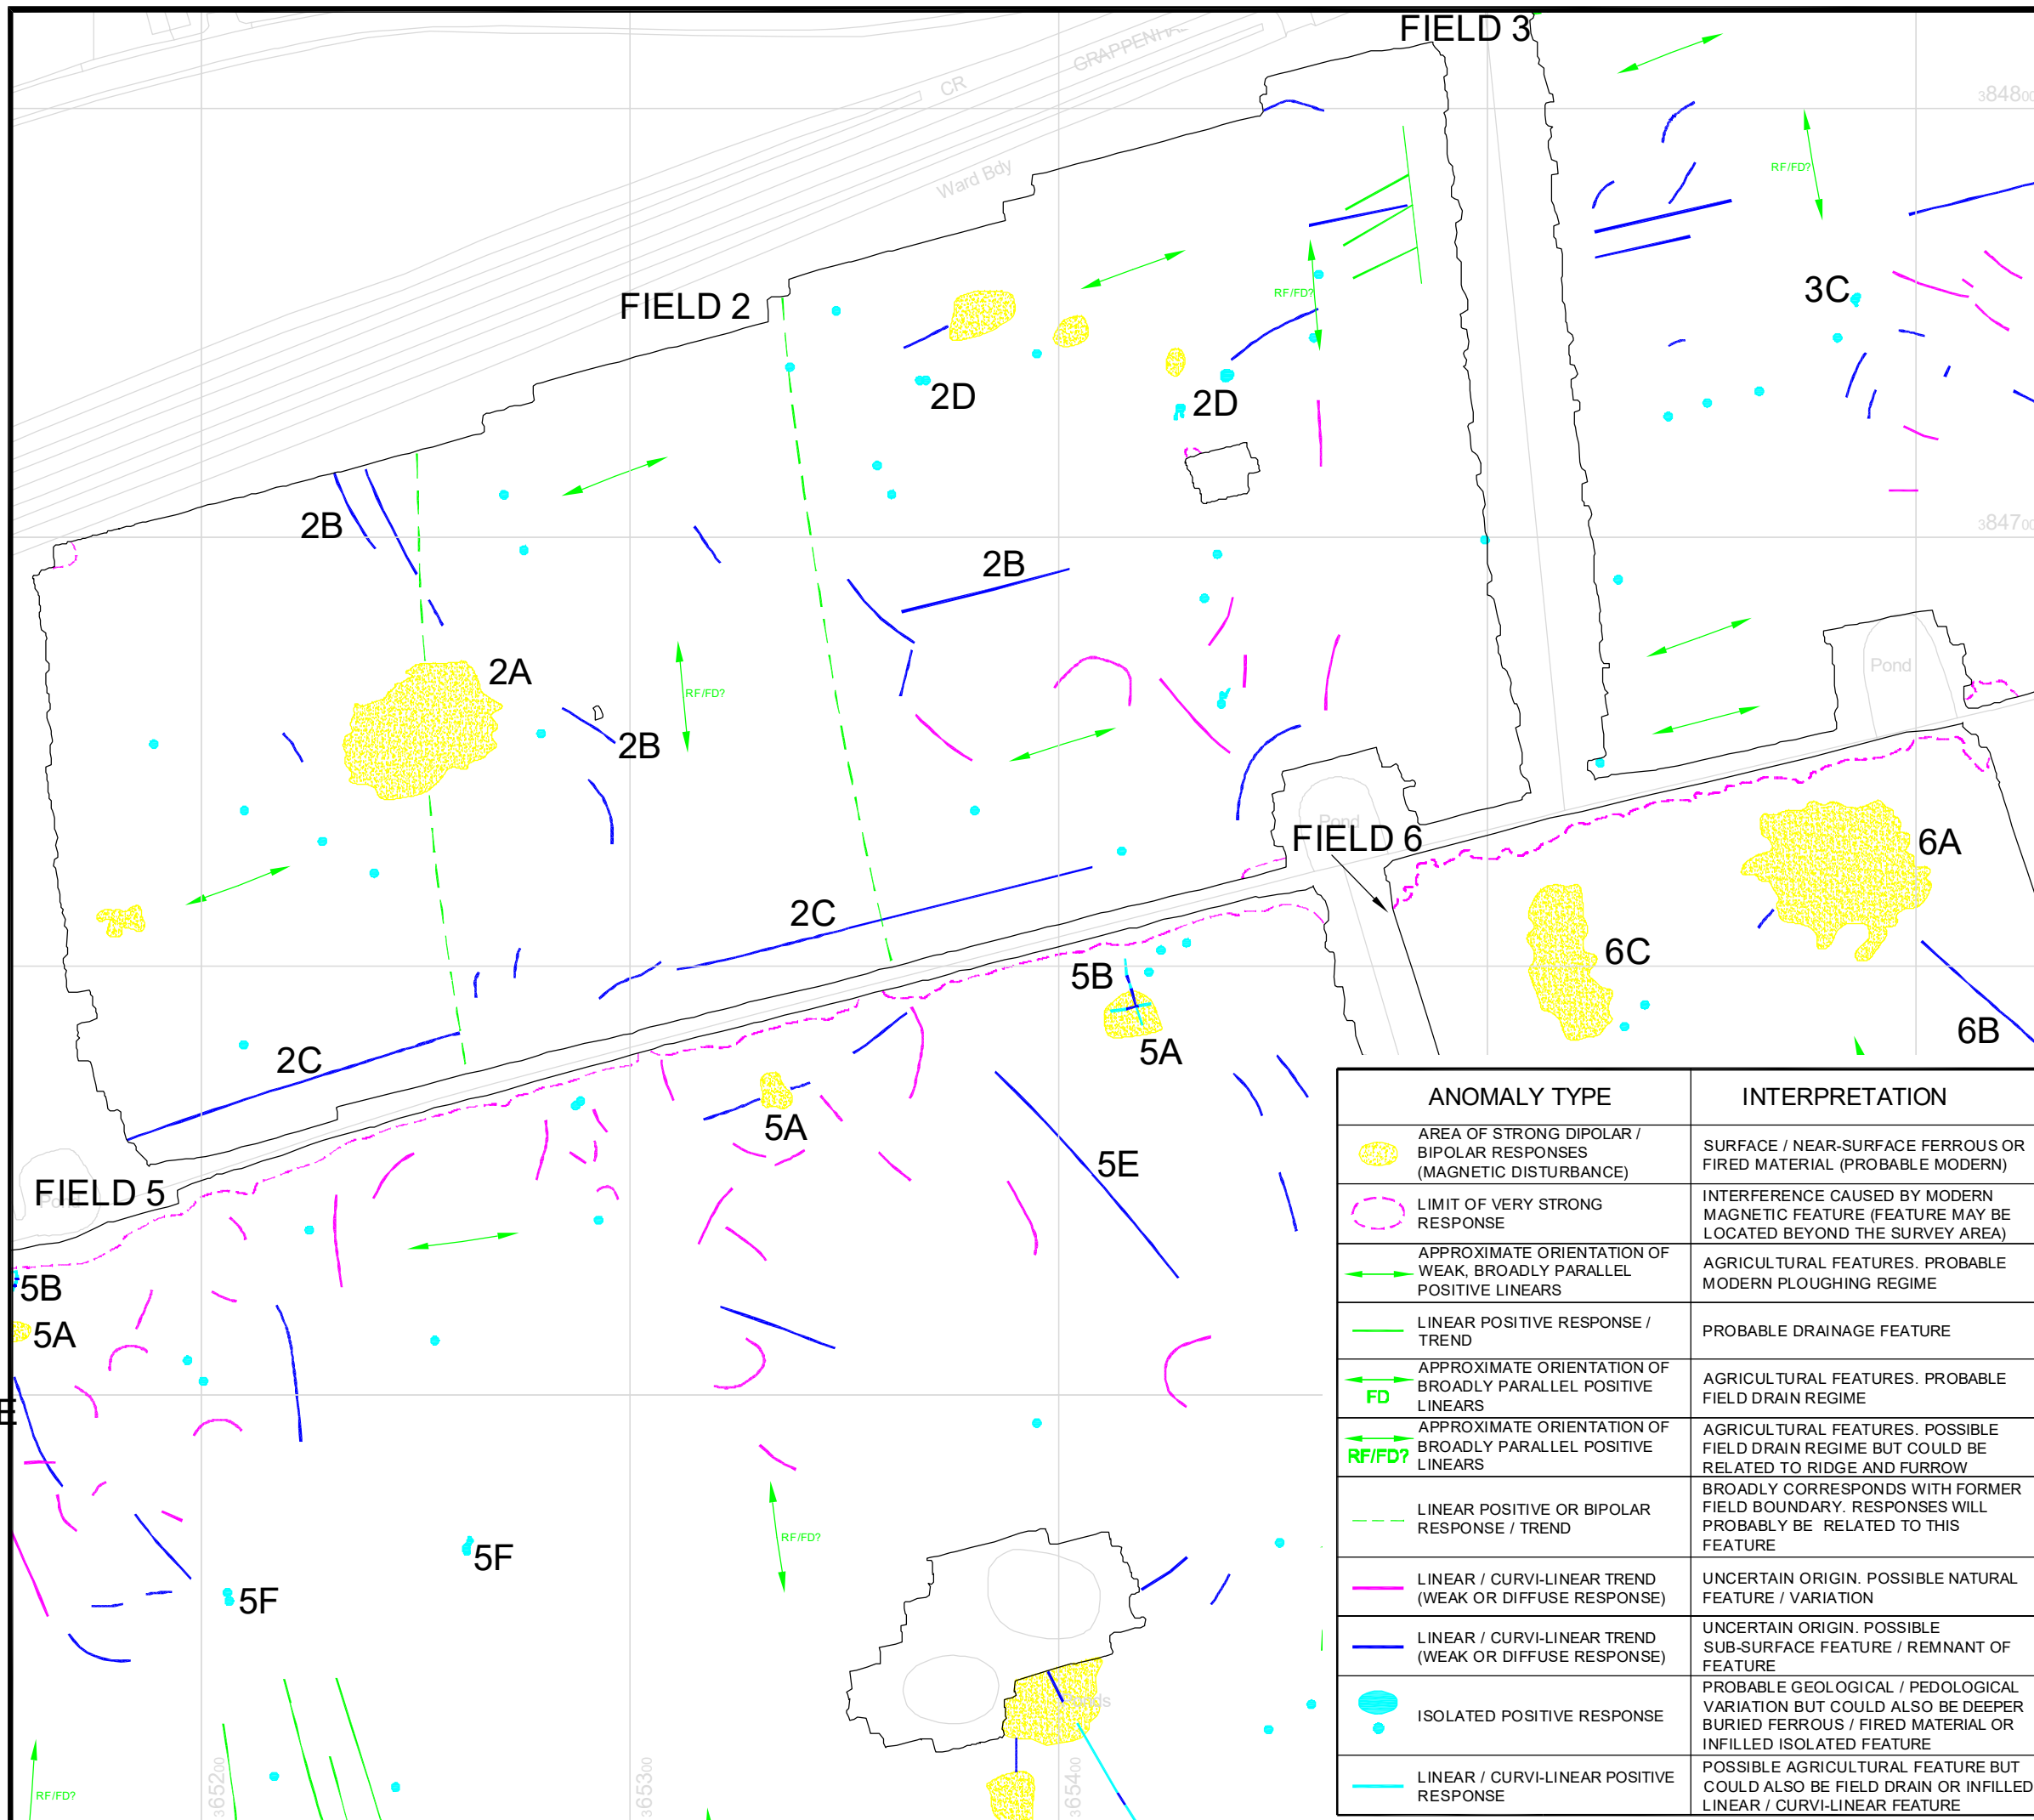 FIELD 3
GRAPPENHA
CR
384800
Ward Bdy
RF/FD?
FIELD 2
RF/FD?
3C
2D
2D
2B
384700
2B
2A
Pond
RF/FD?
2B
Pond
FIELD 6
6A
2C
6C
5B
6B
5A
2C
5A
5E
FIELD 5
Pond
5B
5A
E
5F
RF/FD?
5F
Ponds
RF/FD?
365200
365300
365400
ANOMALY TYPE
INTERPRETATION
AREA OF STRONG DIPOLAR /
BIPOLAR RESPONSES
(MAGNETIC DISTURBANCE)
SURFACE / NEAR-SURFACE FERROUS OR
FIRED MATERIAL (PROBABLE MODERN)
LIMIT OF VERY STRONG
RESPONSE
INTERFERENCE CAUSED BY MODERN
MAGNETIC FEATURE (FEATURE MAY BE
LOCATED BEYOND THE SURVEY AREA)
APPROXIMATE ORIENTATION OF
WEAK, BROADLY PARALLEL
POSITIVE LINEARS
AGRICULTURAL FEATURES. PROBABLE
MODERN PLOUGHING REGIME
LINEAR POSITIVE RESPONSE /
TREND
PROBABLE DRAINAGE FEATURE
FD
APPROXIMATE ORIENTATION OF
BROADLY PARALLEL POSITIVE
LINEARS
AGRICULTURAL FEATURES. PROBABLE
FIELD DRAIN REGIME
RF/FD?
APPROXIMATE ORIENTATION OF
BROADLY PARALLEL POSITIVE
LINEARS
AGRICULTURAL FEATURES. POSSIBLE
FIELD DRAIN REGIME BUT COULD BE
RELATED TO RIDGE AND FURROW
LINEAR POSITIVE OR BIPOLAR
RESPONSE / TREND
BROADLY CORRESPONDS WITH FORMER
FIELD BOUNDARY. RESPONSES WILL
PROBABLY BE RELATED TO THIS
FEATURE
LINEAR / CURVI-LINEAR TREND
(WEAK OR DIFFUSE RESPONSE)
UNCERTAIN ORIGIN. POSSIBLE NATURAL
FEATURE / VARIATION
LINEAR / CURVI-LINEAR TREND
(WEAK OR DIFFUSE RESPONSE)
UNCERTAIN ORIGIN. POSSIBLE
SUB-SURFACE FEATURE / REMNANT OF
FEATURE
ISOLATED POSITIVE RESPONSE
PROBABLE GEOLOGICAL / PEDOLOGICAL
VARIATION BUT COULD ALSO BE DEEPER
BURIED FERROUS / FIRED MATERIAL OR
INFILLED ISOLATED FEATURE
LINEAR / CURVI-LINEAR POSITIVE
RESPONSE
POSSIBLE AGRICULTURAL FEATURE BUT
COULD ALSO BE FIELD DRAIN OR INFILLED
LINEAR / CURVI-LINEAR FEATURE